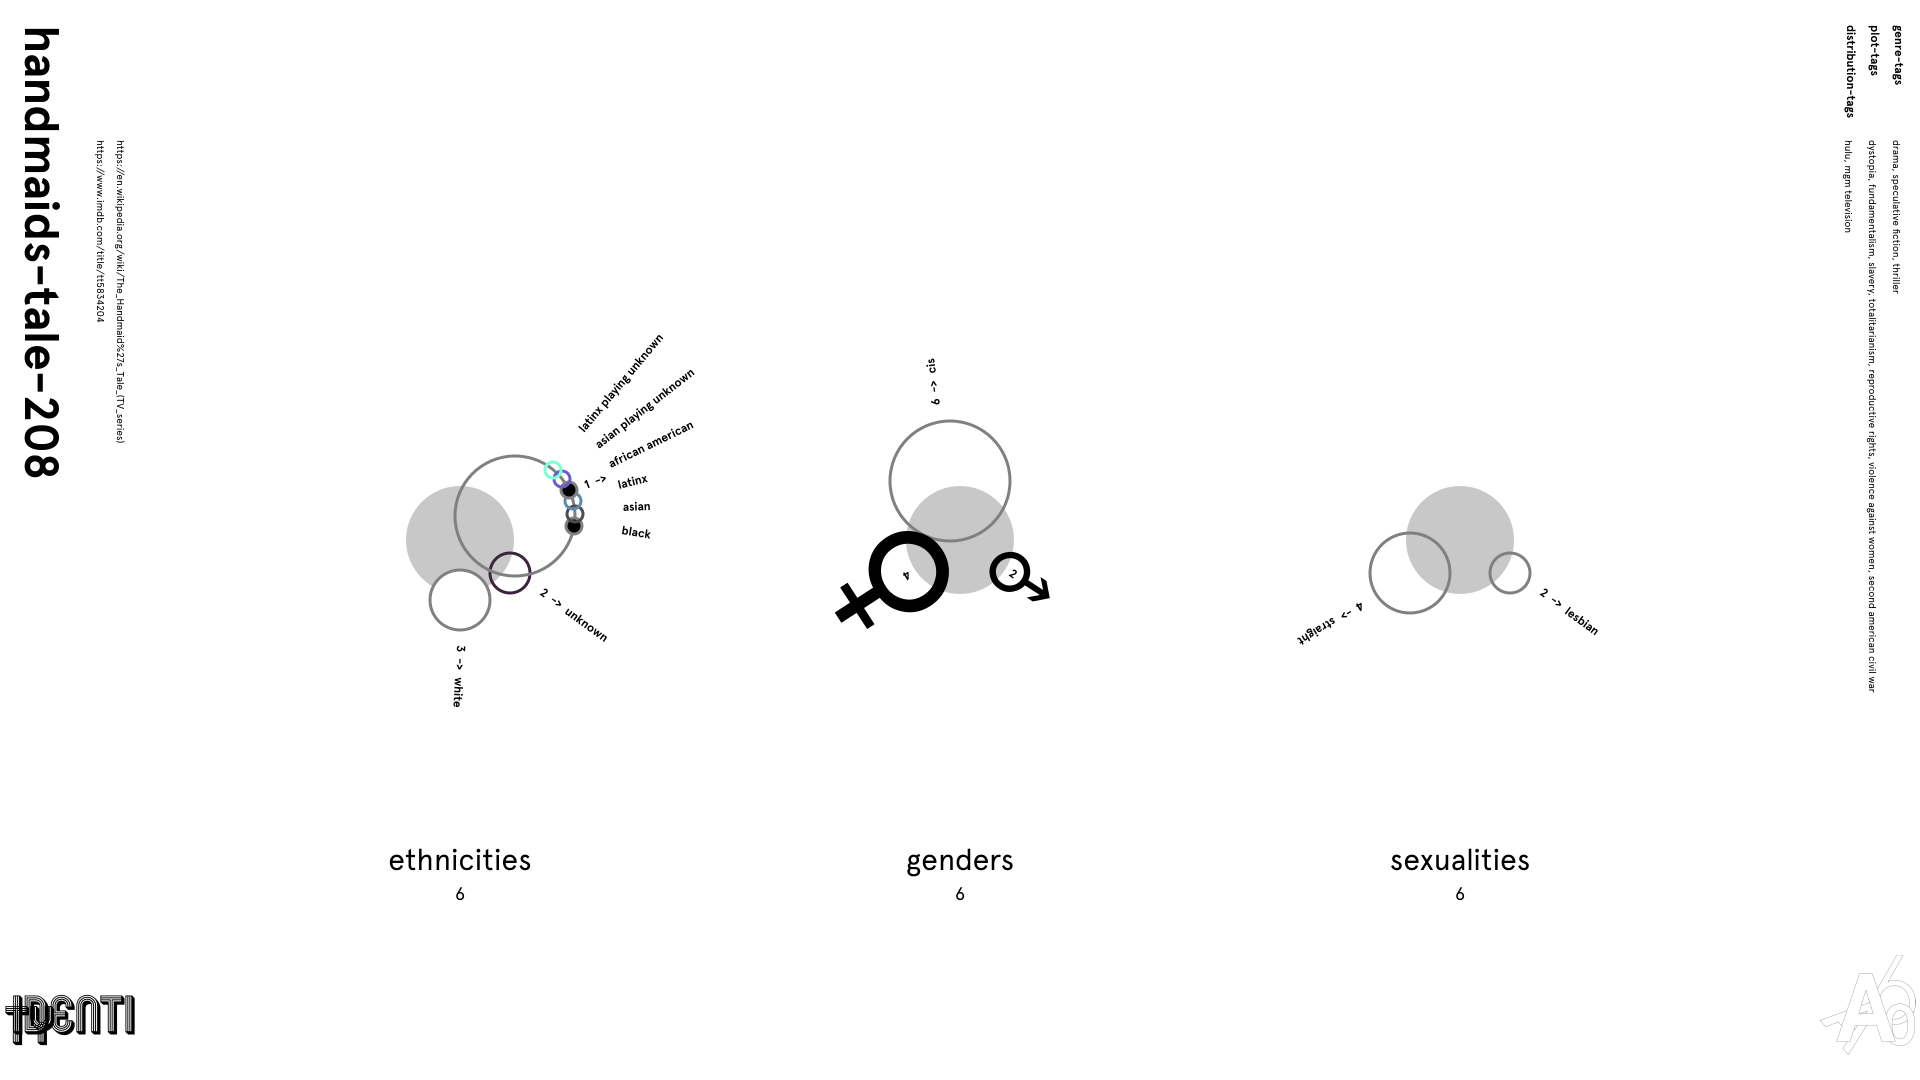 handmaids-tale-208
https://en.wikipedia.org/wiki/The_Handmaid%27s_Tale_(TV_series)
https://www.imdb.com/title/tt5834204
genre-tags
drama, speculative fiction, thriller
plot-tags
dystopia, fundamentalism, slavery, totalitarianism, reproductive rights, violence against women, second american civil war
distribution-tags
hulu, mgm television
latinx playing unknown
asian playing unknown
african american
1 ->
latinx
asian
black
2 -> unknown
3 -> white
ethnicities
6
6 -> cis
4
2
genders
6
4 -> straight
2 -> lesbian
sexualities
6
IDENTI